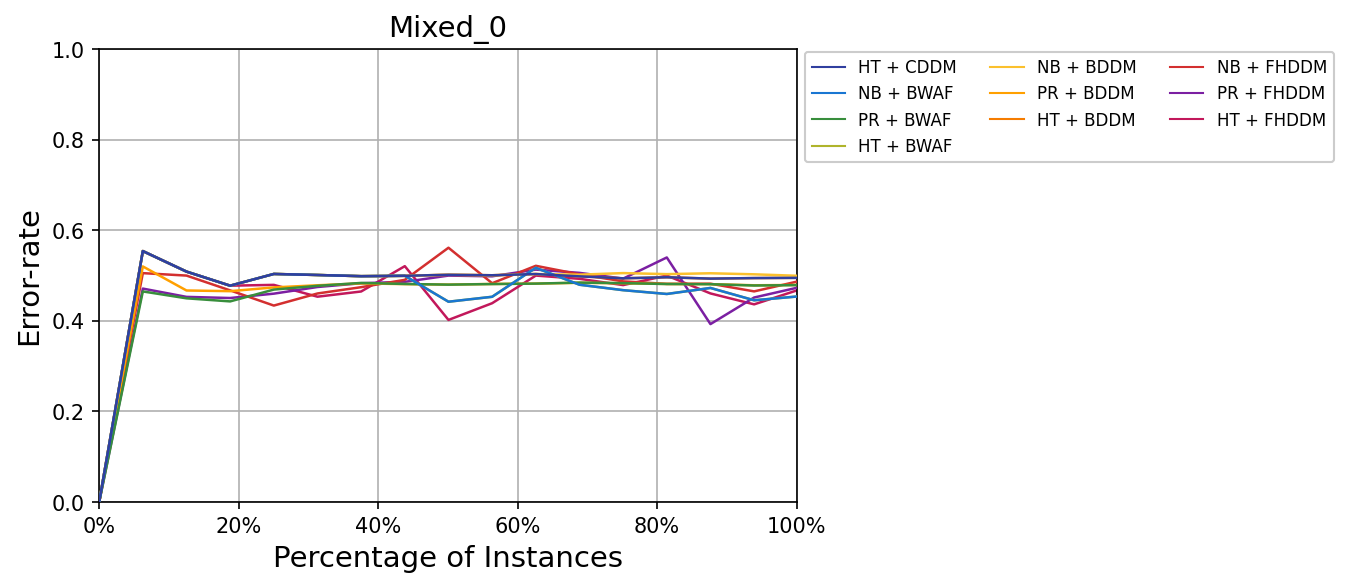 Mixed_0
1.0
0.8
0.6
0.4
0.2
0.0
0% 20% 40% 60% 80% 100%
Error-rate
Percentage of Instances
HT + CDDM
NB + BWAF
PR + BWAF
HT + BWAF
NB + BDDM
PR + BDDM
HT + BDDM
NB + FHDDM
PR + FHDDM
HT + FHDDM